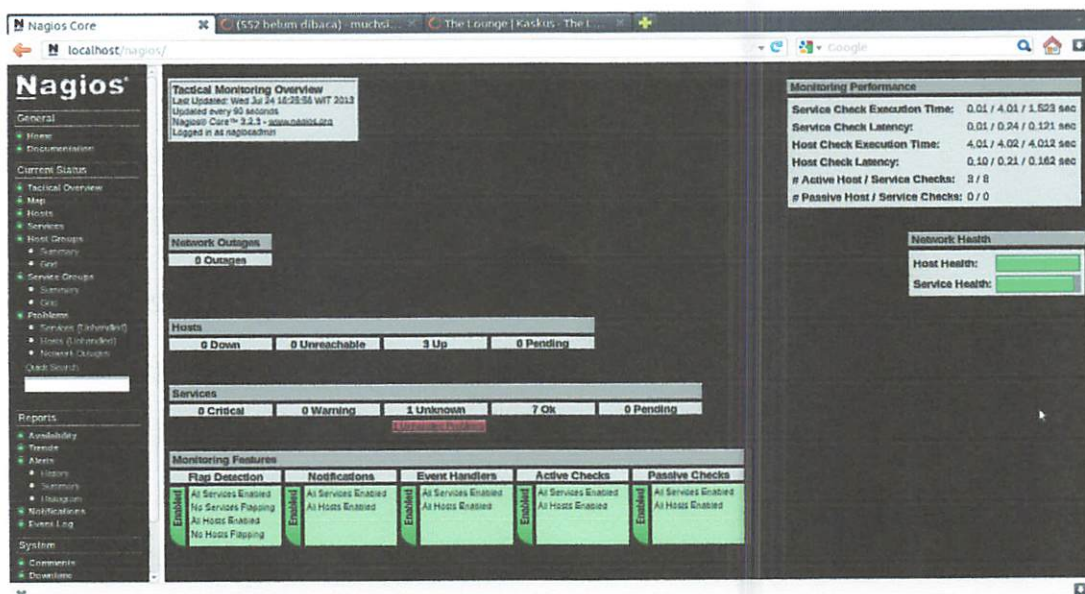 Nagios Core
(552 belum dibaca) - muchsi...
The Lounge | Kaskus - The L...
localhost/nagios/
Google
Nagios®
General
Home
Documentation
Current Status
Tactical Overview
Map
Hosts
Services
Host Groups
Summary
Grid
Service Groups
Summary
Grid
Problems
Services (Unhandled)
Hosts (Unhandled)
Network Outages
Quick Search:
Reports
Availability
Trends
Alerts
History
Summary
Histogram
Notifications
Event Log
System
Comments
Downtime
Tactical Monitoring Overview
Last Updated: Wed Jul 24 16:25:56 WIT 2013
Updated every 90 seconds
Nagios® Core™ 3.2.3 - www.nagios.org
Logged in as nagiosadmin
Monitoring Performance
Service Check Execution Time: 0.01 / 4.01 / 1.523 sec
Service Check Latency: 0.01 / 0.24 / 0.121 sec
Host Check Execution Time: 4.01 / 4.02 / 4.012 sec
Host Check Latency: 0.10 / 0.21 / 0.162 sec
# Active Host / Service Checks: 3 / 8
# Passive Host / Service Checks: 0 / 0
Network Outages
0 Outages
Network Health
Host Health:
Service Health:
Hosts
0 Down 0 Unreachable 3 Up 0 Pending
Services
0 Critical 0 Warning 1 Unknown 7 Ok 0 Pending
1 Unhandled Problems
Monitoring Features
Flap Detection Notifications Event Handlers Active Checks Passive Checks
Enabled
All Services Enabled
No Services Flapping
All Hosts Enabled
No Hosts Flapping
Enabled
All Services Enabled
All Hosts Enabled
Enabled
All Services Enabled
All Hosts Enabled
Enabled
All Services Enabled
All Hosts Enabled
Enabled
All Services Enabled
All Hosts Enabled